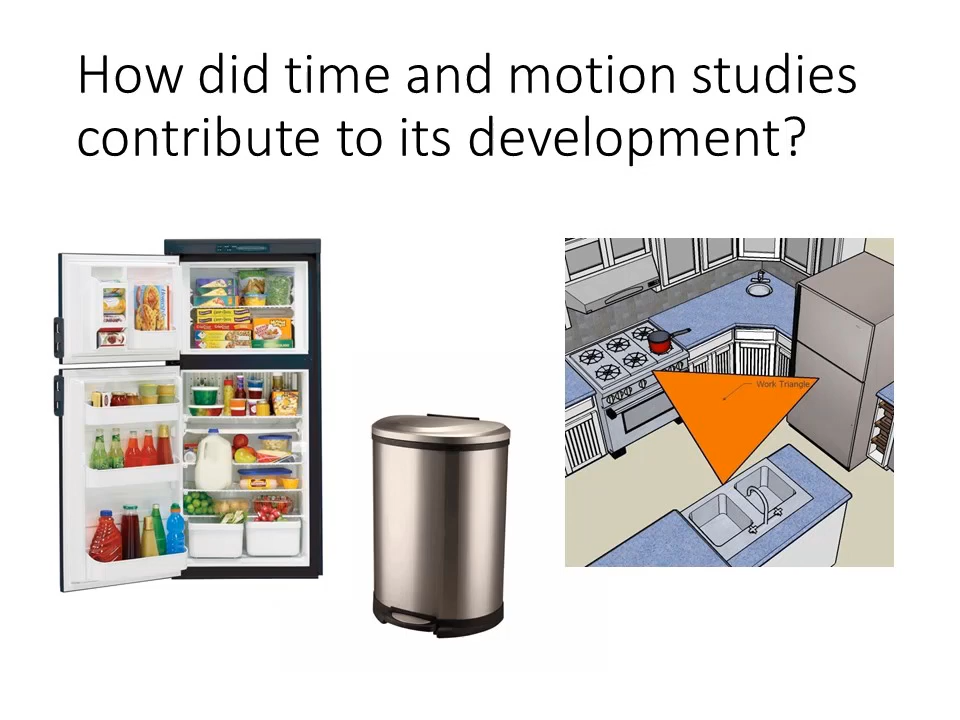 How did time and motion studies
contribute to its development?
Work Triangle